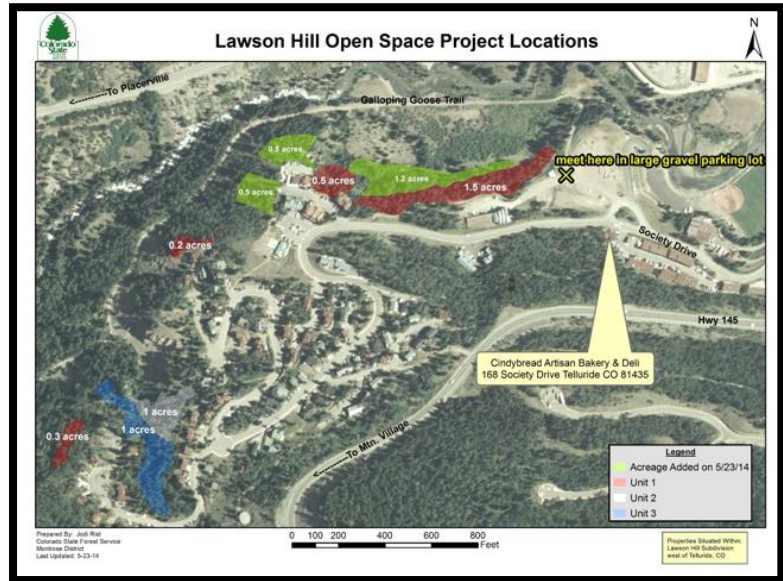 Colorado
State
Lawson Hill Open Space Project Locations
N
<----------To Placerville
Galloping Goose Trail
0.5 acres
meet here in large gravel parking lot
0.5 acres
1.2 acres
0.5 acres
1.5 acres
0.2 acres
Society Drive
Hwy 145
Cindybread Artisan Bakery & Deli
168 Society Drive Telluride CO 81435
1 acres
1 acres
0.3 acres
<----------To Mtn. Village
Legend
Acreage Added on 5/23/14
Unit 1
Unit 2
Unit 3
Prepared By: Jodi Rist
Colorado State Forest Service
Montrose District
Last Updated: 5-23-14
0 100 200 400 600 800
Feet
Properties Situated Within:
Lawson Hill Subdivision
west of Telluride, CO